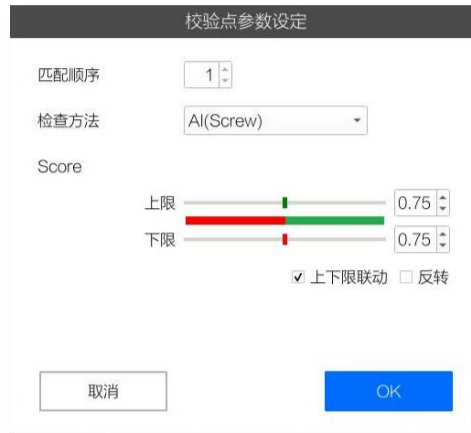 校验点参数设定
匹配顺序 1
检查方法 AI(Screw)
Score
上限 0.75
下限 0.75
上下限联动 反转
取消 OK